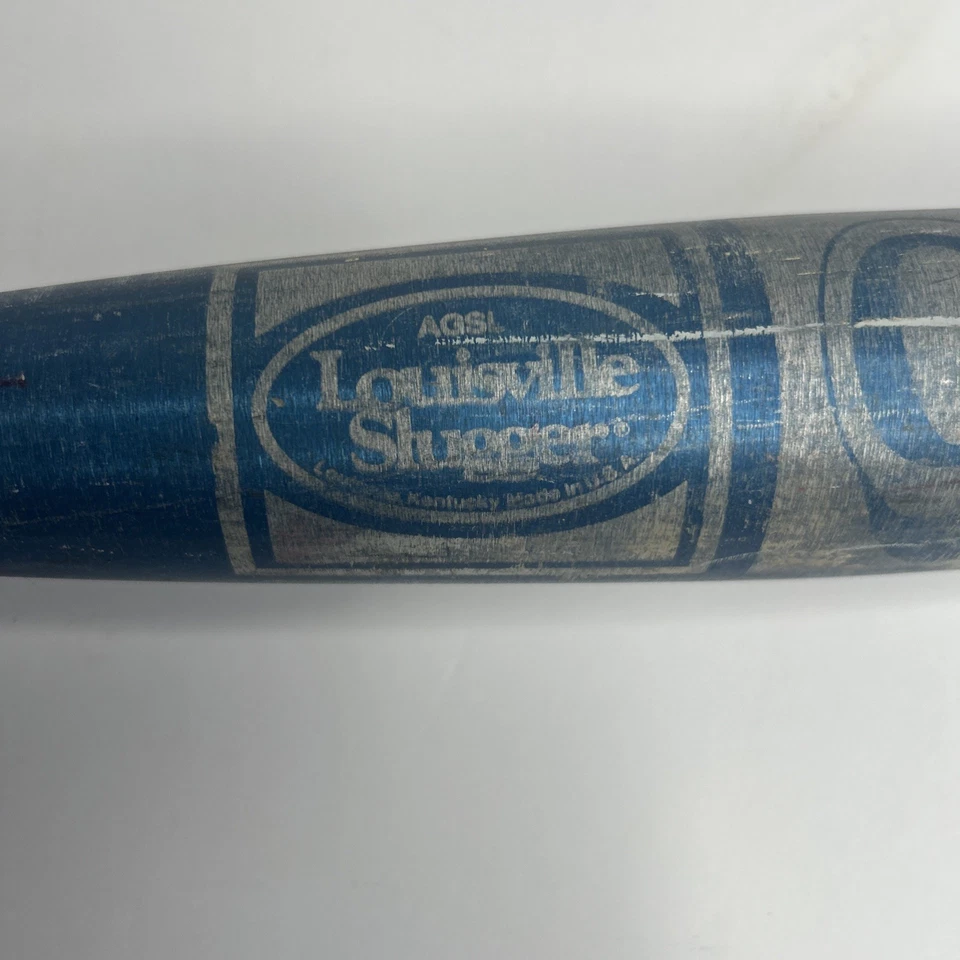 AGSL
Louisville
Slugger®
Kentucky Made in U.S.A.